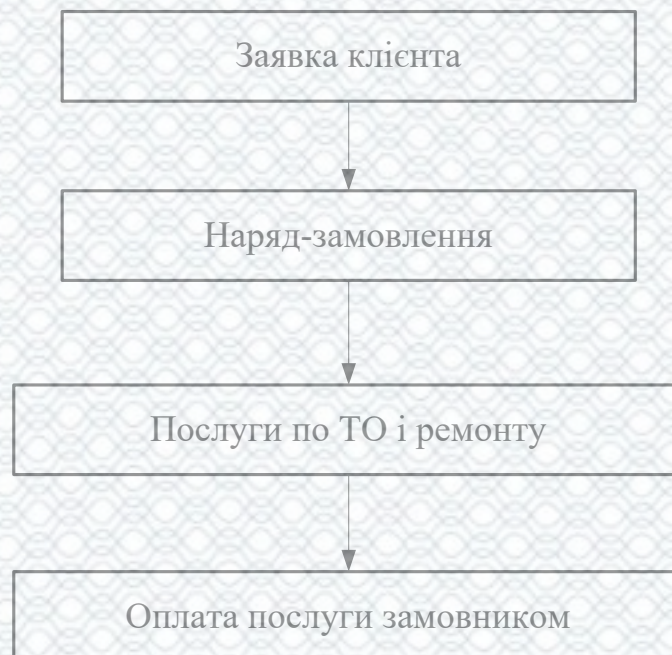 Заявка клієнта
Наряд-замовлення
Послуги по ТО і ремонту
Оплата послуги замовником